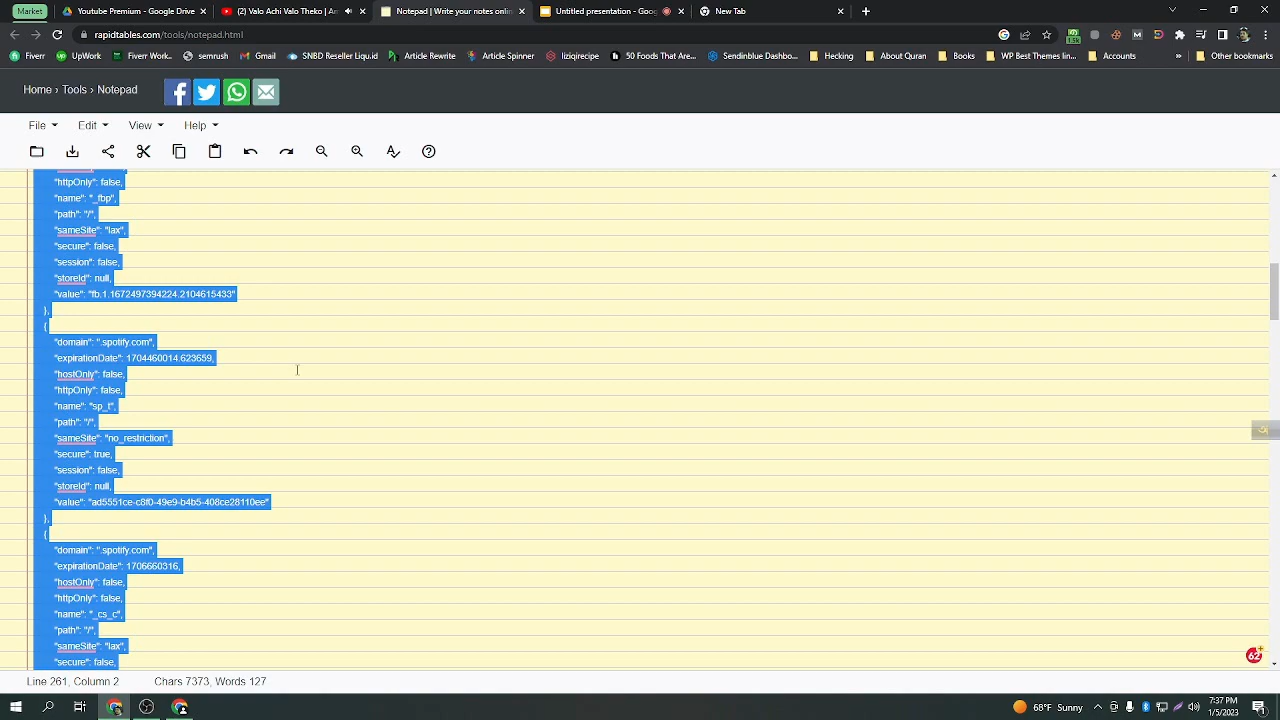 Market
Youtube Premium - Google Drive
(2) Valo Achi Valo Theko | Ar
Notepad | Write your notes onlin
Untitled presentation - Goog
New Tab
rapidtables.com/tools/notepad.html
Fiverr
UpWork
Fiverr Work..
semrush
Gmail
SNBD Reseller Liqu.id
Article Rewrite
Article Spinner
liziqirecipe
50 Foods That Are...
Sendinblue Dashbo...
Hecking
About Quran
Books
WP Best Themes lin...
Accounts
»
Other bookmarks
Home › Tools › Notepad
File
Edit
View
Help
"httpOnly": false,
"name": "_fbp",
"path": "/",
"sameSite": "lax",
"secure": false,
"session": false,
"storeId": null,
"value": "fb.1.1672497394224.2104615433"
},
{
"domain": ".spotify.com",
"expirationDate": 1704460014.623659,
"hostOnly": false,
"httpOnly": false,
"name": "sp_t",
"path": "/",
"sameSite": "no_restriction",
"secure": true,
"session": false,
"storeId": null,
"value": "ad5551ce-c8f0-49e9-b4b5-408ce28110ee"
},
{
"domain": ".spotify.com",
"expirationDate": 1706660316,
"hostOnly": false,
"httpOnly": false,
"name": "_cs_c",
"path": "/",
"sameSite": "lax",
"secure": false,
62
Line 261, Column 2
Chars 7373, Words 127
68°F Sunny
7:37 PM
1/5/2023